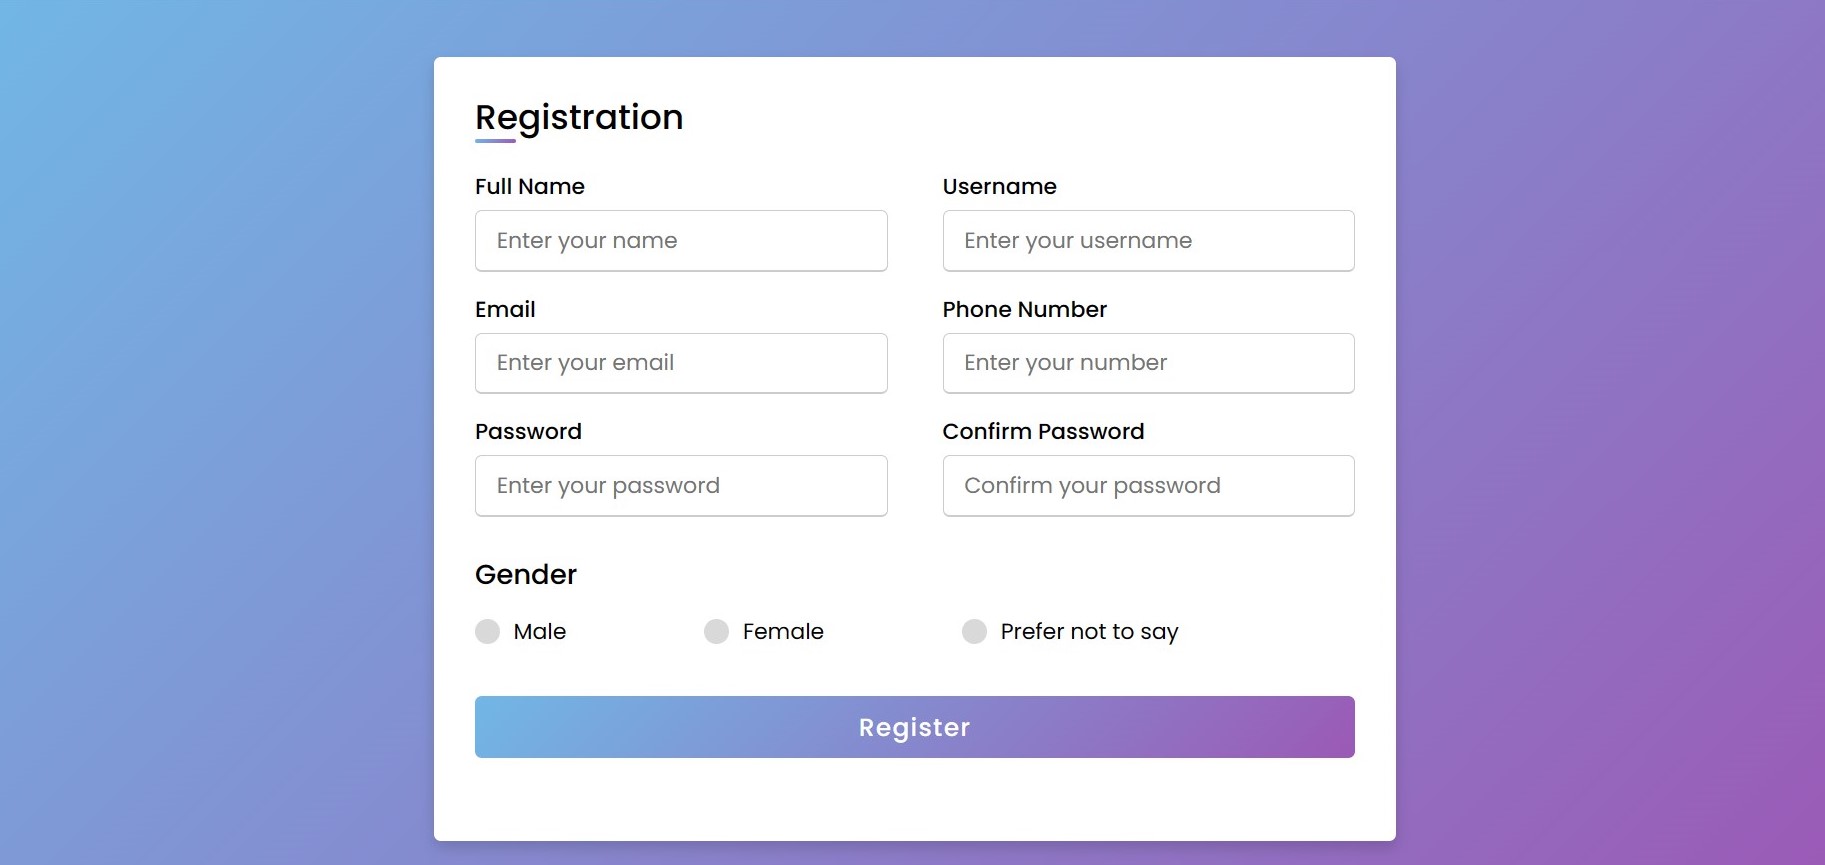 Registration
Full Name
Username
Enter your name
Enter your username
Email
Phone Number
Enter your email
Enter your number
Password
Confirm Password
Enter your password
Confirm your password
Gender
Male
Female
Prefer not to say
Register